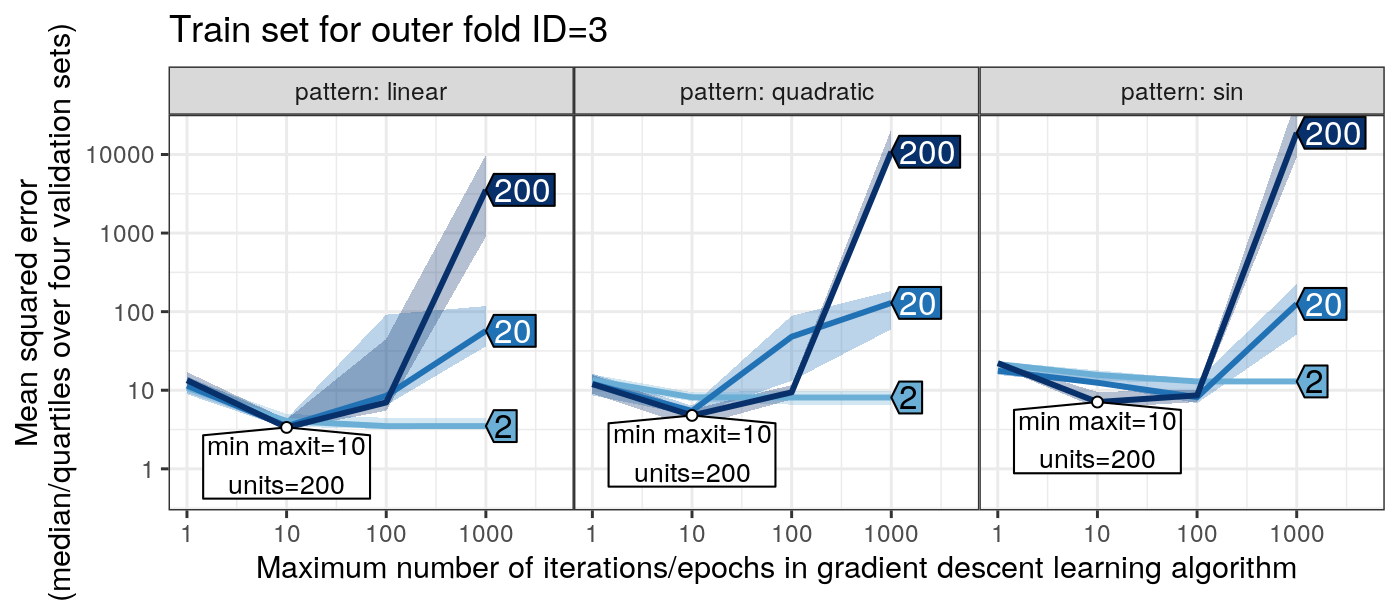 Train set for outer fold ID=3
Mean squared error
(median/quartiles over four validation sets)
pattern: linear
pattern: quadratic
pattern: sin
10000
1000
100
10
1
200
20
2
min maxit=10
units=200
200
20
2
min maxit=10
units=200
200
20
2
min maxit=10
units=200
1 10 100 1000
1 10 100 1000
1 10 100 1000
Maximum number of iterations/epochs in gradient descent learning algorithm